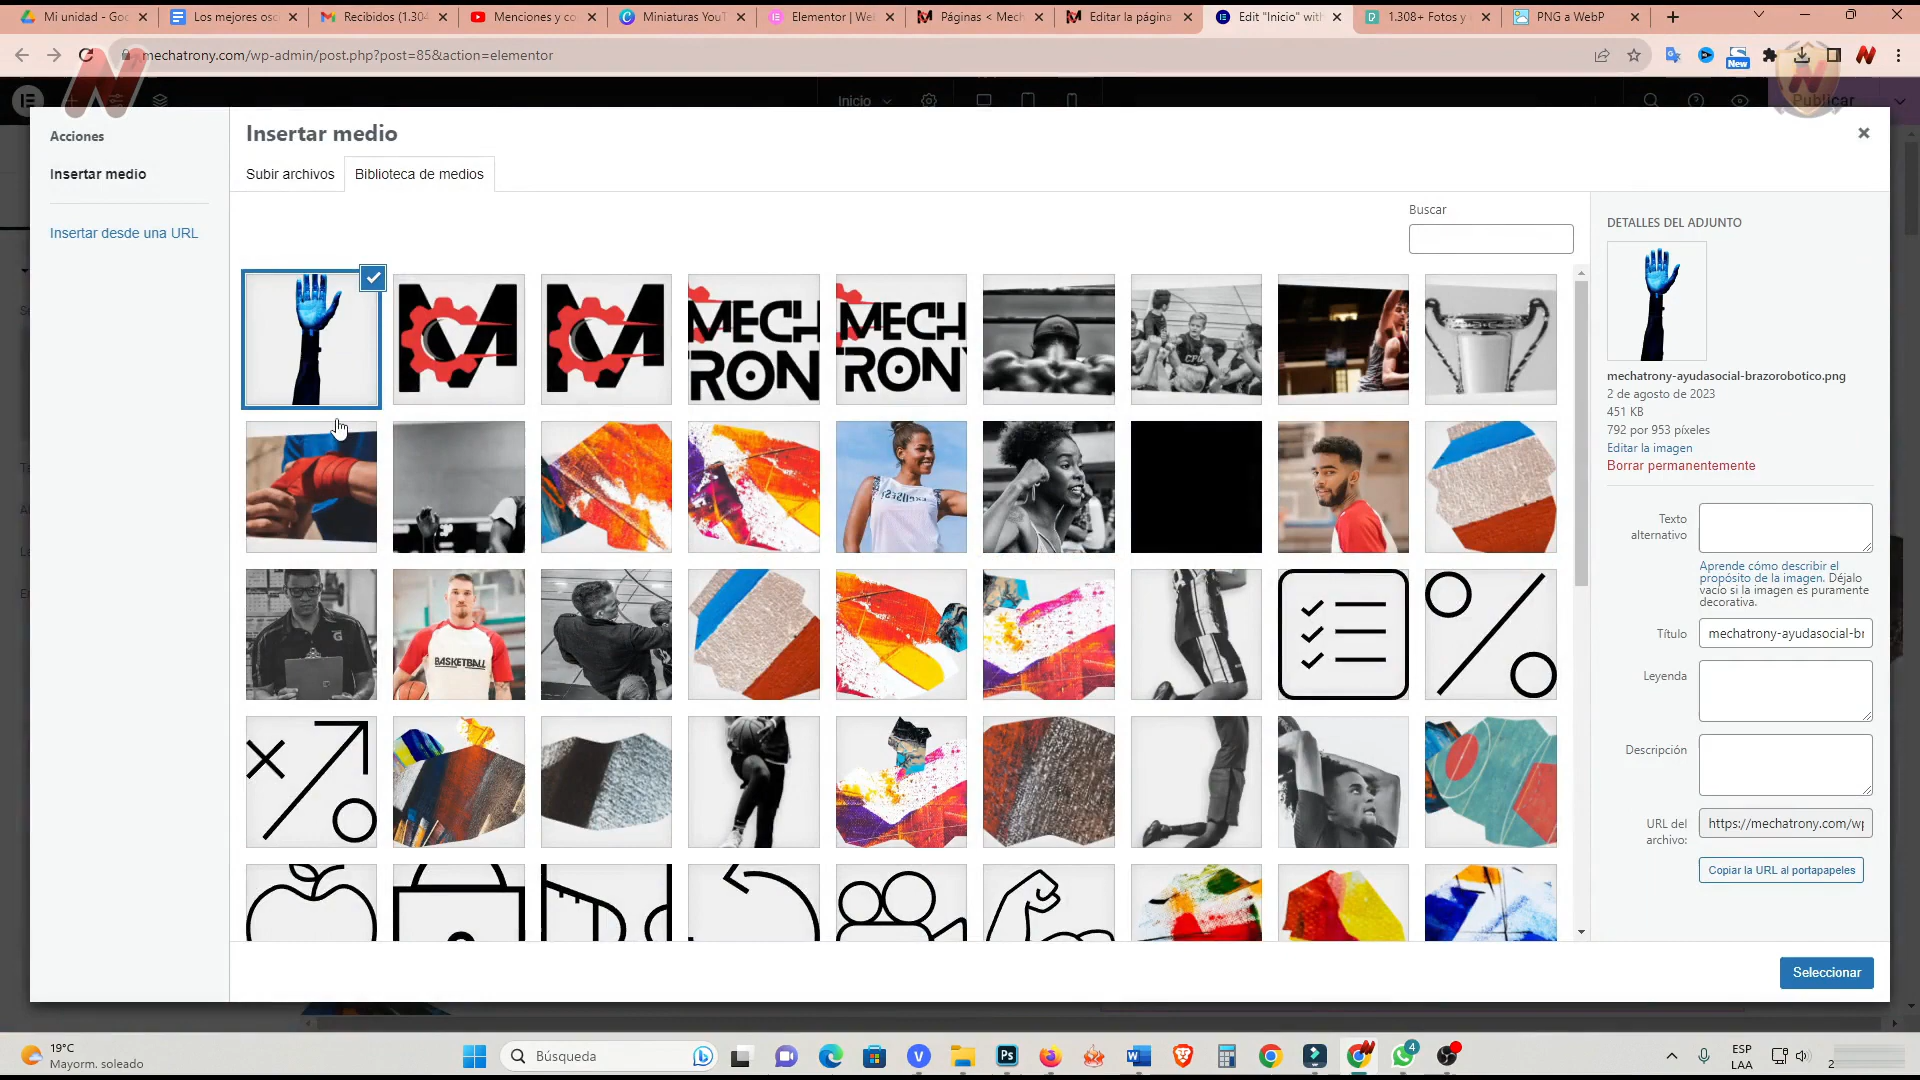 Mi unidad - Goo
Los mejores osc
Recibidos (1.304
Menciones y co
Miniaturas YouT
Elementor | We
Páginas < Mech
Editar la página
Edit "Inicio" with
1.308+ Fotos y
PNG a WebP
mechatrony.com/wp-admin/post.php?post=85&action=elementor
New
Inicio
Publicar
Acciones
Insertar medio
Insertar desde una URL
Insertar medio
Subir archivos
Biblioteca de medios
Buscar
MECH
TRONY
MECH
TRONY
BASKETBALL
DETALLES DEL ADJUNTO
mechatrony-ayudasocial-brazorobotico.png
2 de agosto de 2023
451 KB
792 por 953 píxeles
Editar la imagen
Borrar permanentemente
Texto
alternativo
Aprende cómo describir el
propósito de la imagen. Déjalo
vacío si la imagen es puramente
decorativa.
Título
mechatrony-ayudasocial-br
Leyenda
Descripción
URL del
archivo:
https://mechatrony.com/wp
Copiar la URL al portapapeles
Seleccionar
19°C
Mayorm. soleado
Búsqueda
4
ESP
LAA
2